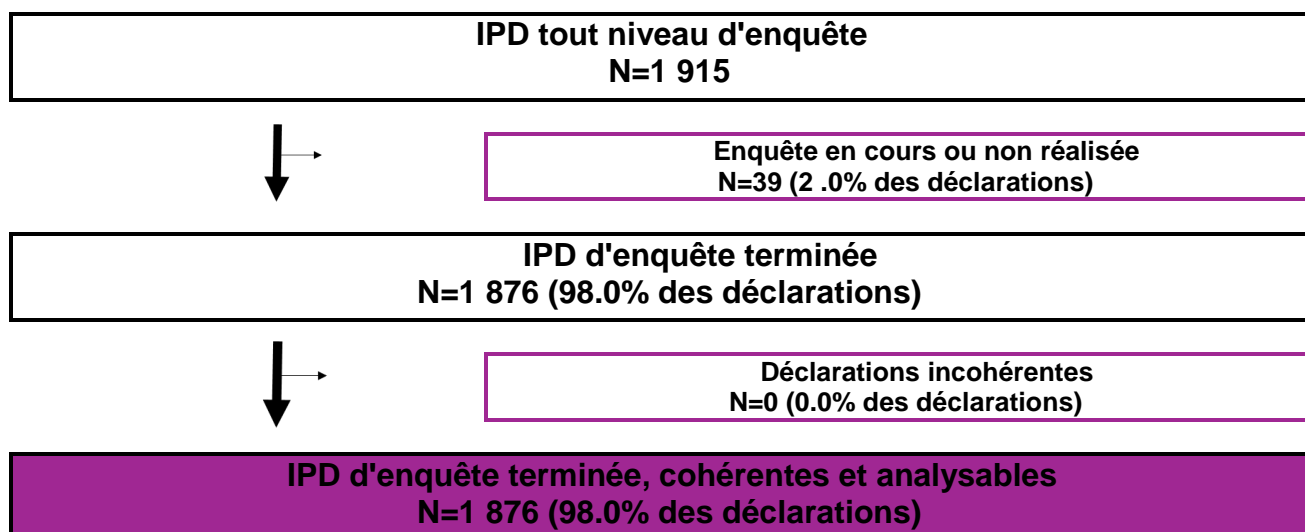 IPD tout niveau d'enquête
N=1 915
Enquête en cours ou non réalisée
N=39 (2 .0% des déclarations)
IPD d'enquête terminée
N=1 876 (98.0% des déclarations)
Déclarations incohérentes
N=0 (0.0% des déclarations)
IPD d'enquête terminée, cohérentes et analysables
N=1 876 (98.0% des déclarations)